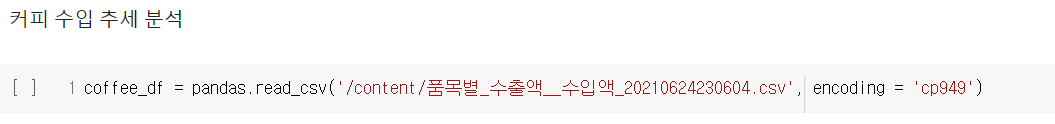 커피 수입 추세 분석
[ ] 1 coffee_df = pandas.read_csv('/content/품목별_수출액__수입액_20210624230604.csv', encoding = 'cp949')